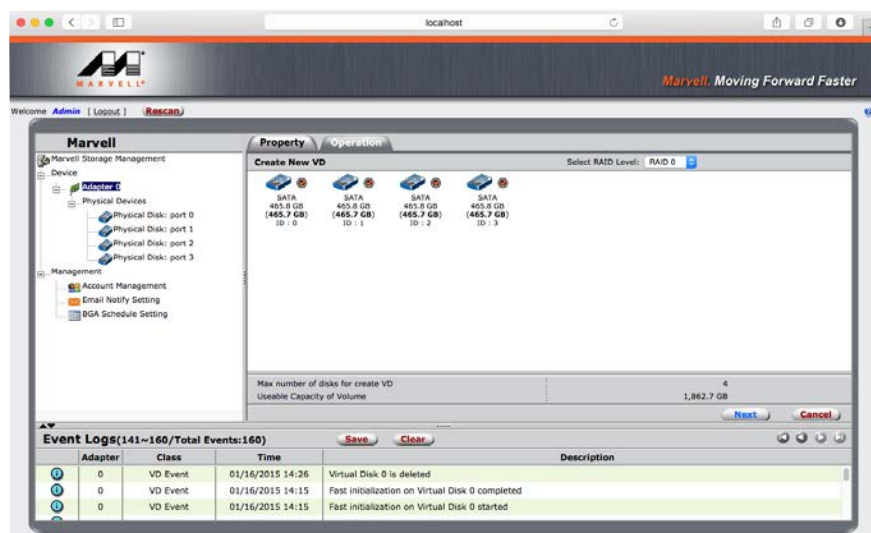 localhost
MARVELL
Marvell. Moving Forward Faster
Welcome Admin [ Logout ] Rescan
Marvell
Marvell Storage Management
Device
Adapter 0
Physical Devices
Physical Disk: port 0
Physical Disk: port 1
Physical Disk: port 2
Physical Disk: port 3
Management
Account Management
Email Notify Setting
BGA Schedule Setting
Property Operation
Create New VD Select RAID Level: RAID 0
SATA SATA SATA SATA
465.8 GB 465.8 GB 465.8 GB 465.8 GB
(465.7 GB) (465.7 GB) (465.7 GB) (465.7 GB)
ID : 0 ID : 1 ID : 2 ID : 3
Max number of disks for create VD 4
Useable Capacity of Volume 1,862.7 GB
Next Cancel
Event Logs(141~160/Total Events:160) Save Clear
Adapter Class Time Description
0 VD Event 01/16/2015 14:26 Virtual Disk 0 is deleted
0 VD Event 01/16/2015 14:15 Fast initialization on Virtual Disk 0 completed
0 VD Event 01/16/2015 14:15 Fast initialization on Virtual Disk 0 started